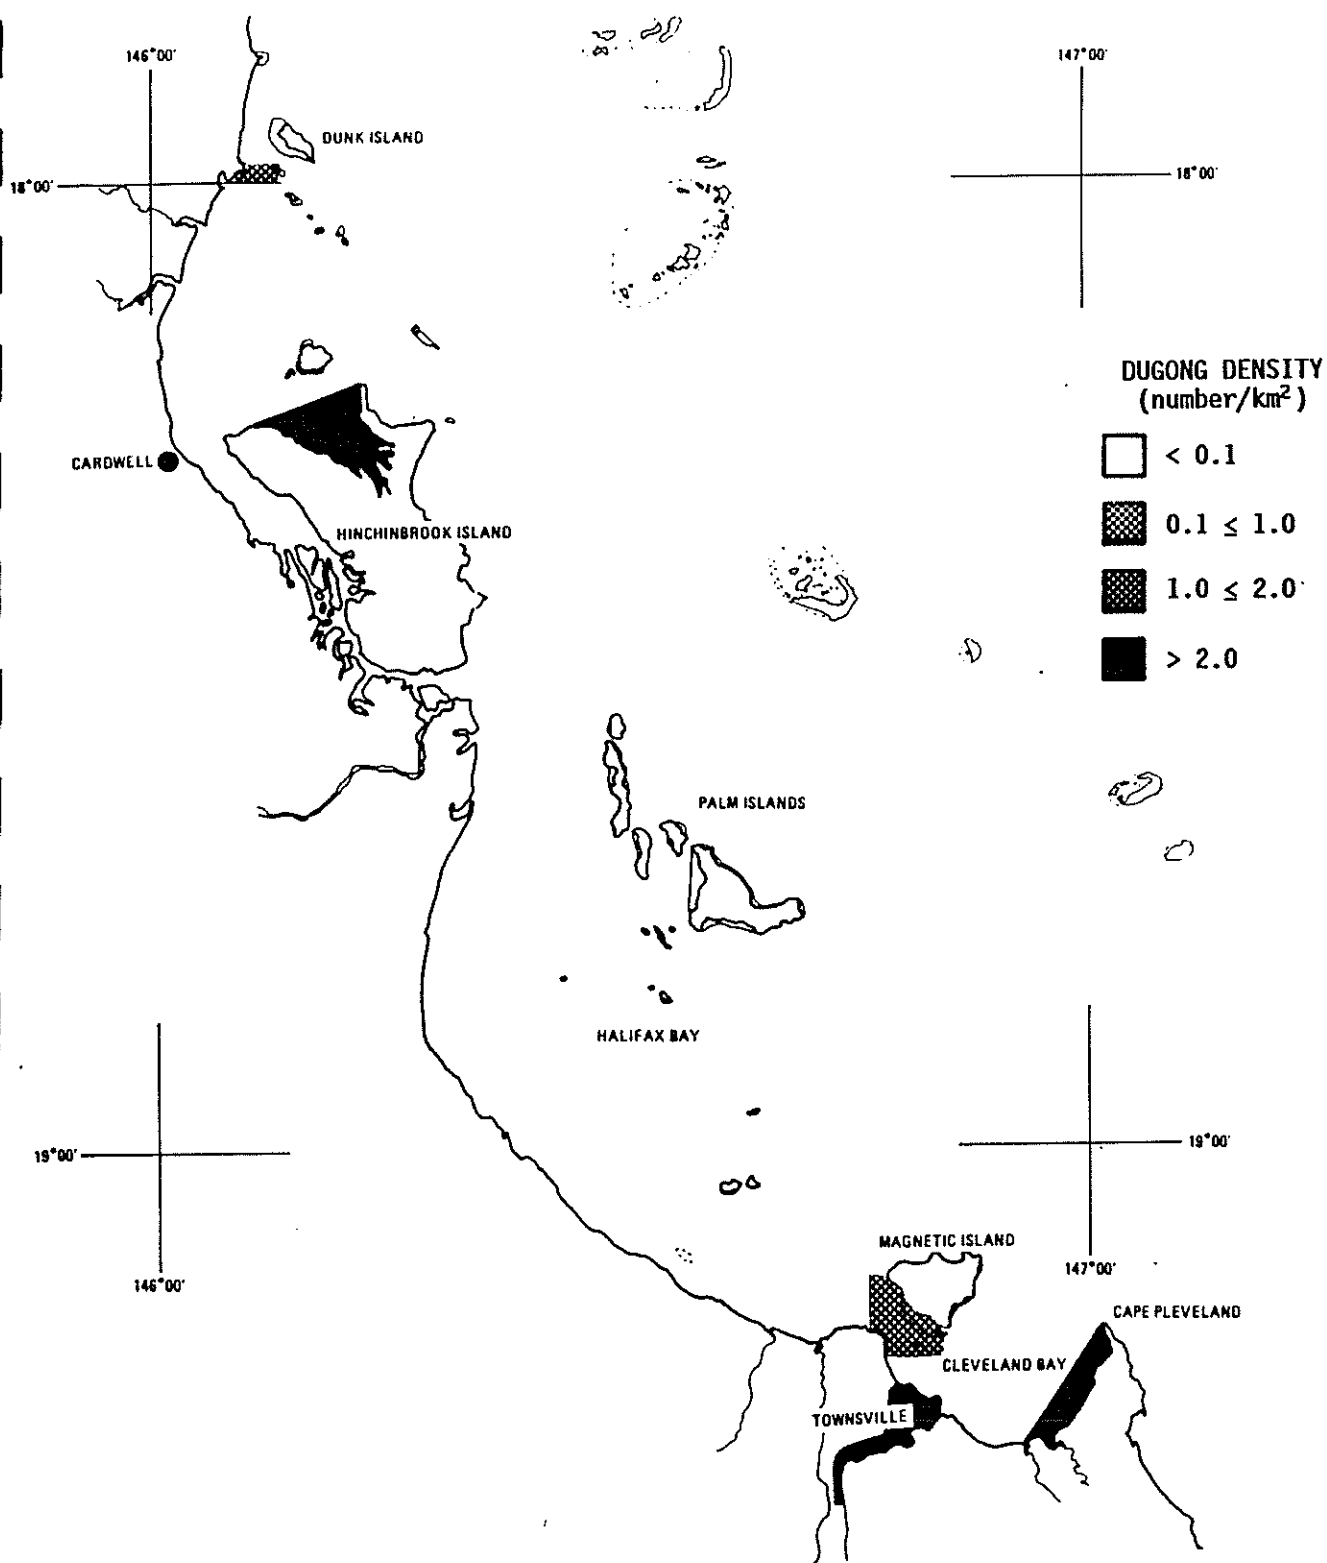 146°00'
147°00'
DUNK ISLAND
18°00'
18°00'
DUGONG DENSITY
(number/km²)
< 0.1
0.1 ≤ 1.0
1.0 ≤ 2.0
> 2.0
CARDWELL
HINCHINBROOK ISLAND
PALM ISLANDS
HALIFAX BAY
19°00'
19°00'
MAGNETIC ISLAND
146°00'
147°00'
CAPE PLEVELAND
CLEVELAND BAY
TOWNSVILLE